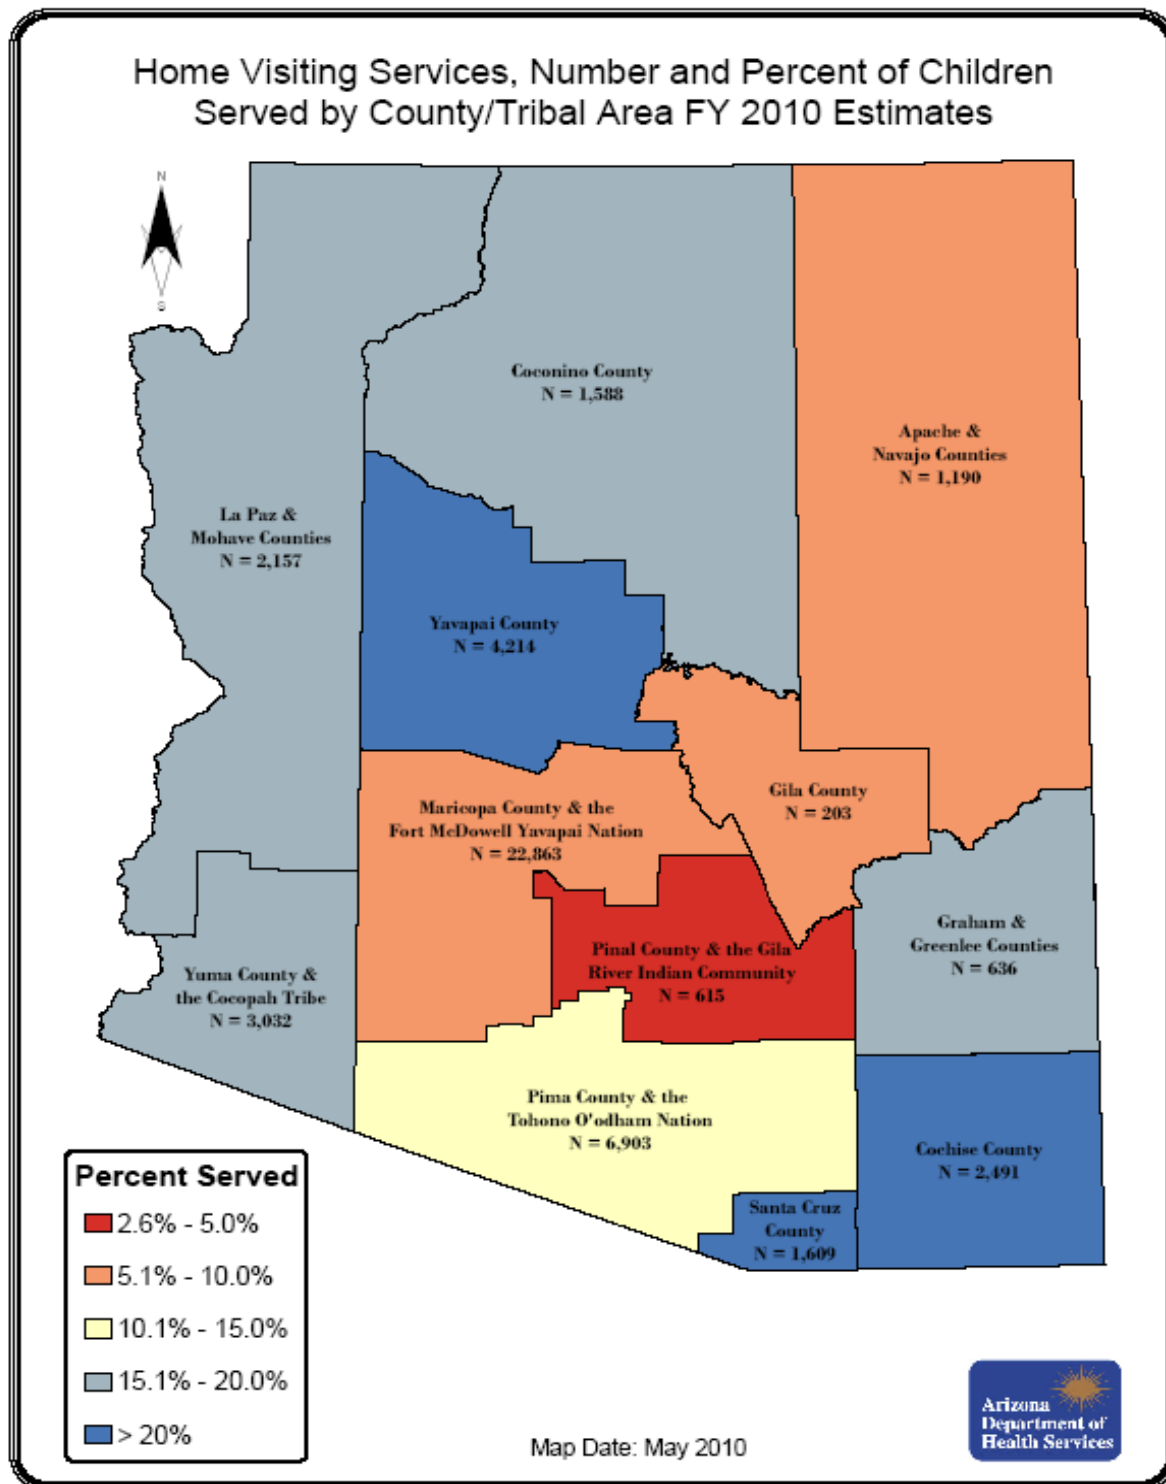 Home Visiting Services, Number and Percent of Children
Served by County/Tribal Area FY 2010 Estimates
N
S
Coconino County
N = 1,588
Apache &
Navajo Counties
N = 1,190
La Paz &
Mohave Counties
N = 2,157
Yavapai County
N = 4,214
Gila County
N = 203
Maricopa County & the
Fort McDowell Yavapai Nation
N = 22,863
Graham &
Greenlee Counties
N = 636
Pinal County & the Gila
River Indian Community
N = 615
Yuma County &
the Cocopah Tribe
N = 3,032
Pima County & the
Tohono O'odham Nation
N = 6,903
Cochise County
N = 2,491
Santa Cruz
County
N = 1,609
Percent Served
2.6% - 5.0%
5.1% - 10.0%
10.1% - 15.0%
15.1% - 20.0%
> 20%
Map Date: May 2010
Arizona
Department of
Health Services